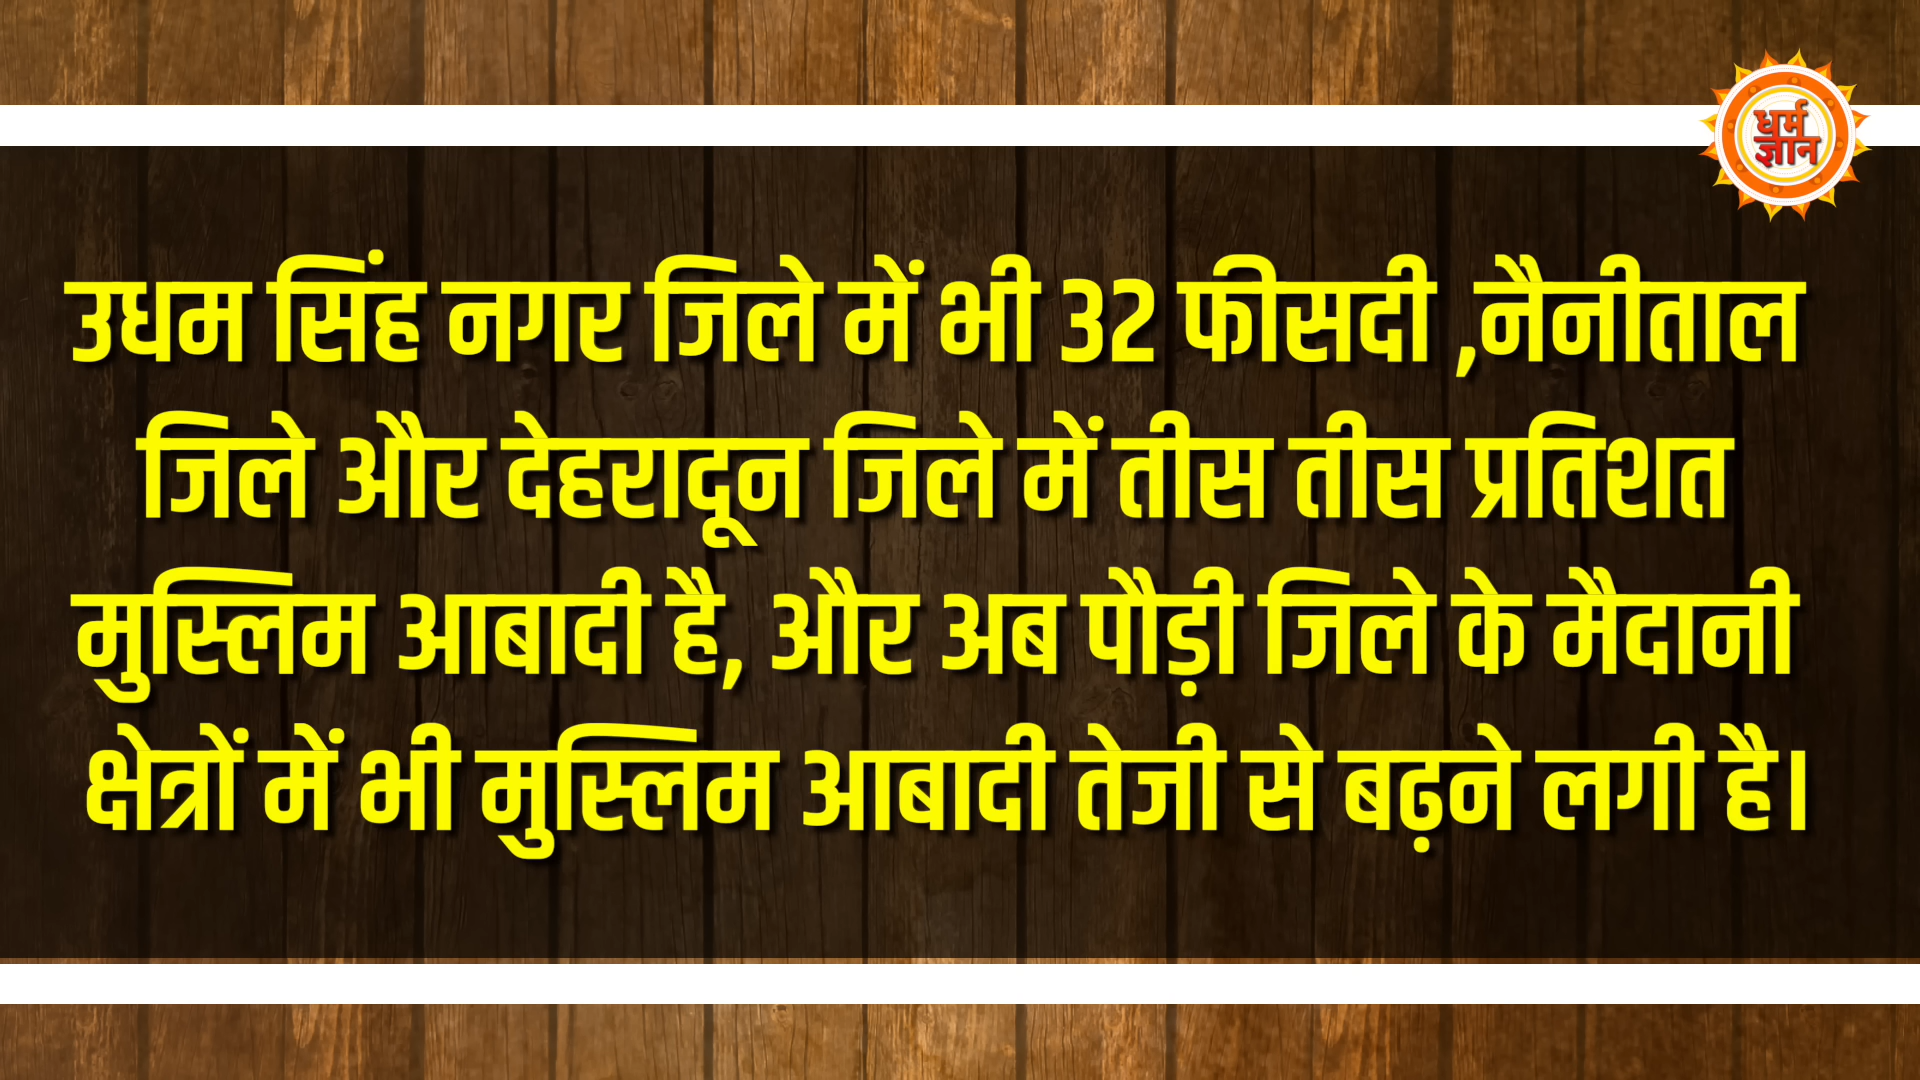 धर्म
ज्ञान
उधम सिंह नगर जिले में भी 32 फीसदी ,नैनीताल
जिले और देहरादून जिले में तीस तीस प्रतिशत
मुस्लिम आबादी है, और अब पौड़ी जिले के मैदानी
क्षेत्रों में भी मुस्लिम आबादी तेजी से बढ़ने लगी है।